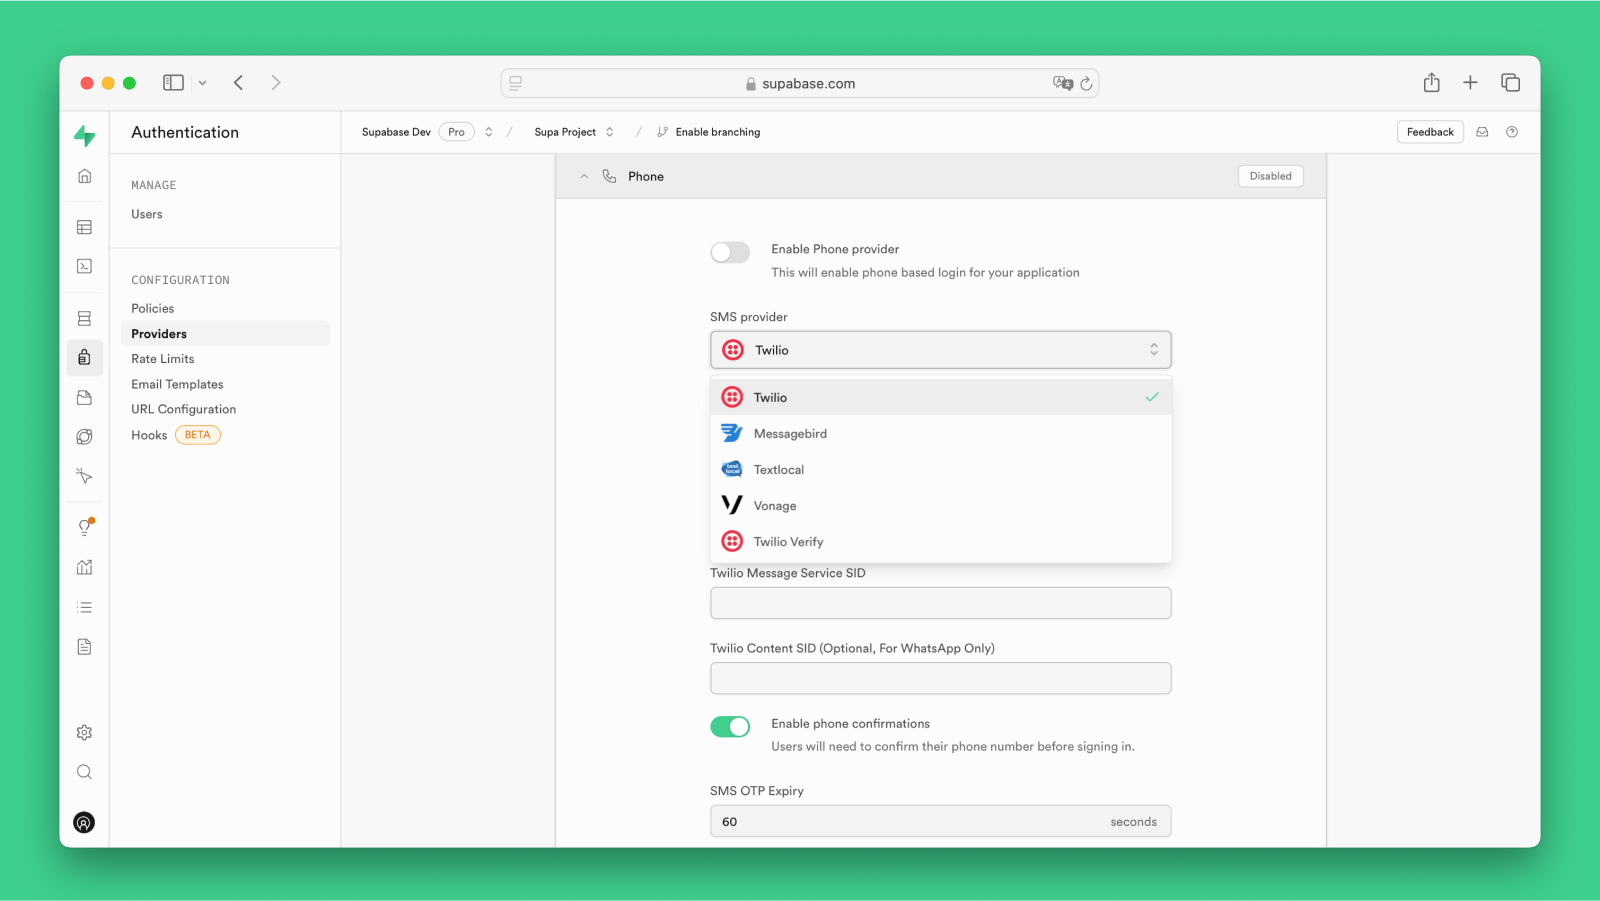 supabase.com
Authentication
Supabase Dev Pro / Supa Project / Enable branching
Feedback
MANAGE
Users
CONFIGURATION
Policies
Providers
Rate Limits
Email Templates
URL Configuration
Hooks BETA
Phone
Disabled
Enable Phone provider
This will enable phone based login for your application
SMS provider
Twilio
Twilio
Messagebird
text local Textlocal
Vonage
Twilio Verify
Twilio Message Service SID
Twilio Content SID (Optional, For WhatsApp Only)
Enable phone confirmations
Users will need to confirm their phone number before signing in.
SMS OTP Expiry
60 seconds